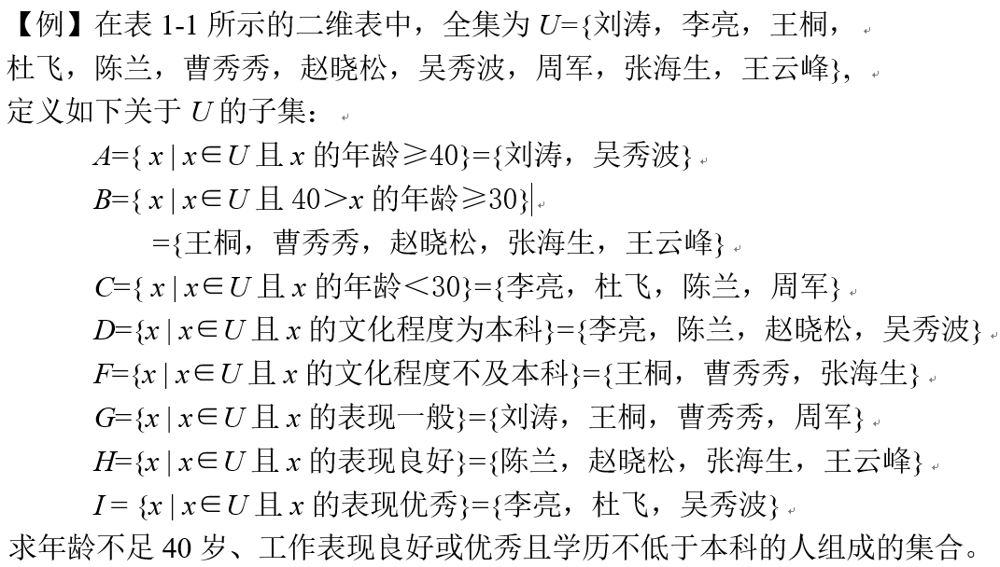 【例】在表 1-1 所示的二维表中，全集为 U={刘涛，李亮，王桐，
杜飞，陈兰，曹秀秀，赵晓松，吴秀波，周军，张海生，王云峰},
定义如下关于 U 的子集：
A={ x | x∈U 且 x 的年龄≥40}={刘涛，吴秀波}
B={ x | x∈U 且 40＞x 的年龄≥30}
={王桐，曹秀秀，赵晓松，张海生，王云峰}
C={ x | x∈U 且 x 的年龄＜30}={李亮，杜飞，陈兰，周军}
D={x | x∈U 且 x 的文化程度为本科}={李亮，陈兰，赵晓松，吴秀波}
F={x | x∈U 且 x 的文化程度不及本科}={王桐，曹秀秀，张海生}
G={x | x∈U 且 x 的表现一般}={刘涛，王桐，曹秀秀，周军}
H={x | x∈U 且 x 的表现良好}={陈兰，赵晓松，张海生，王云峰}
I = {x | x∈U 且 x 的表现优秀}={李亮，杜飞，吴秀波}
求年龄不足 40 岁、工作表现良好或优秀且学历不低于本科的人组成的集合。